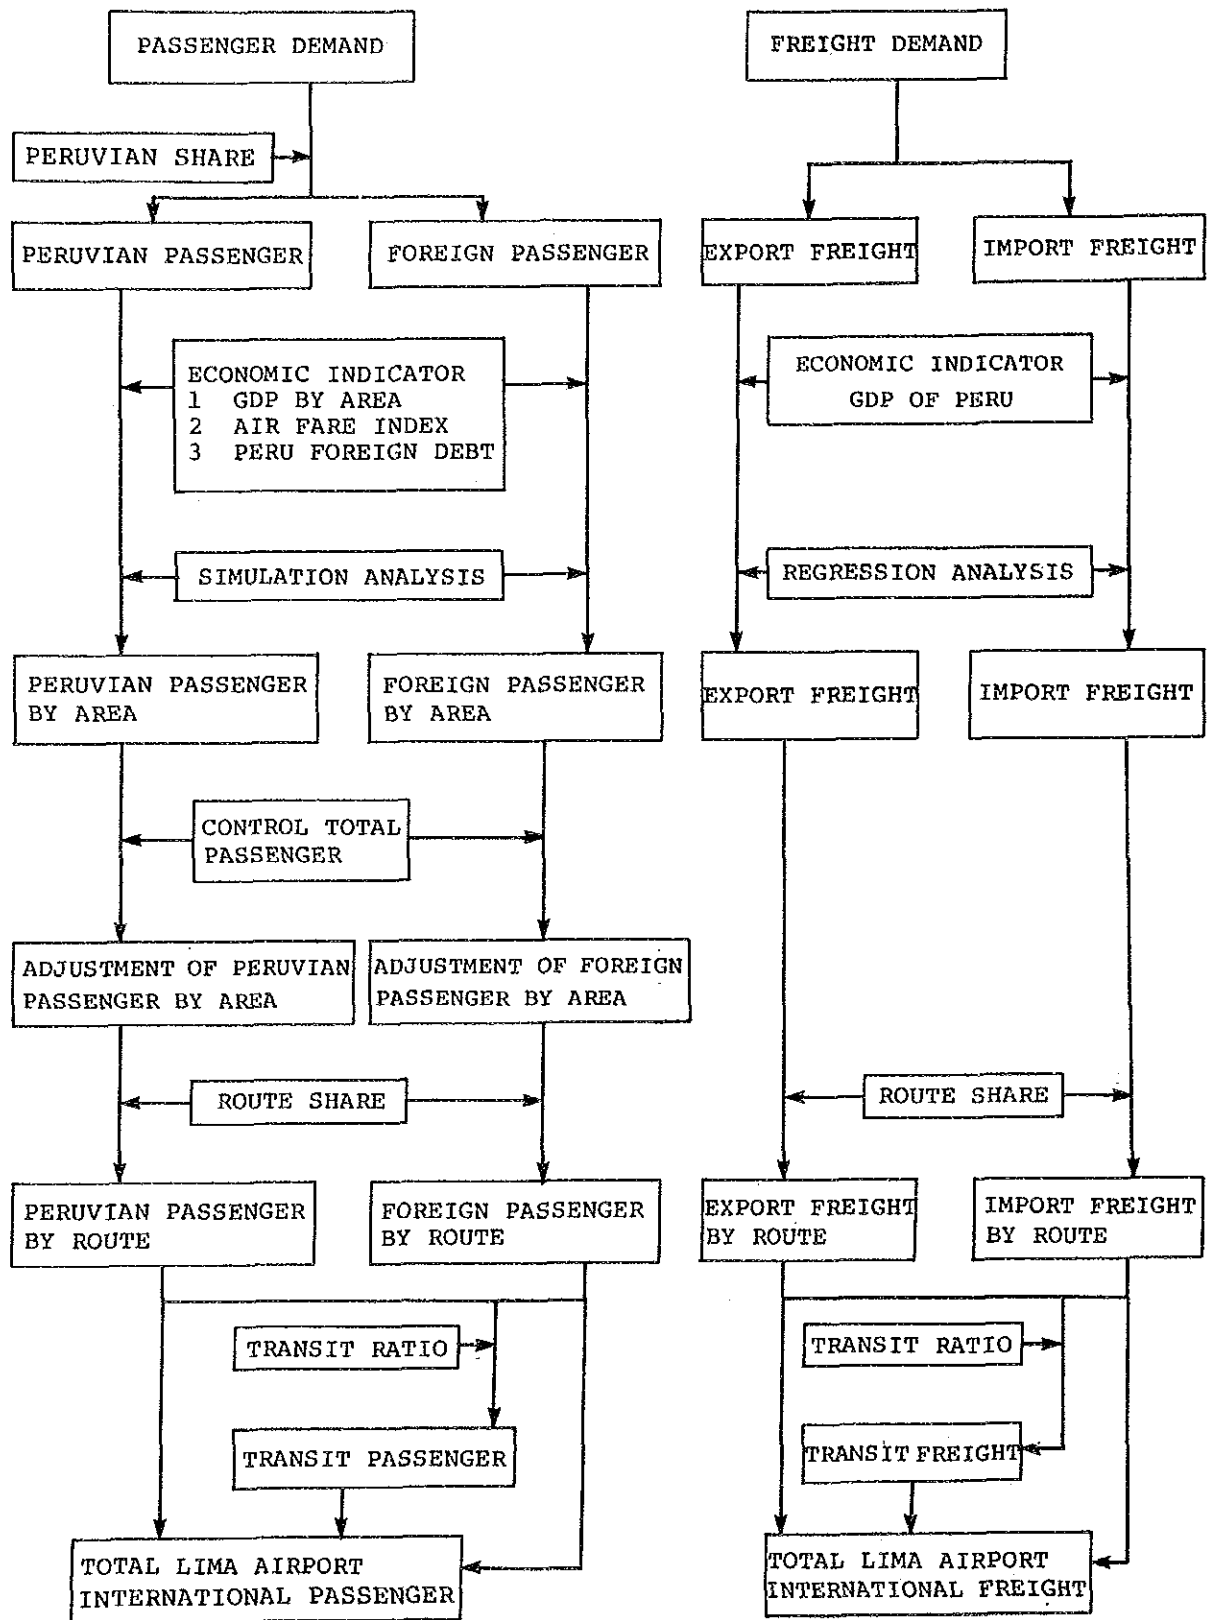 PASSENGER DEMAND
PERUVIAN SHARE
PERUVIAN PASSENGER
FOREIGN PASSENGER
ECONOMIC INDICATOR
1 GDP BY AREA
2 AIR FARE INDEX
3 PERU FOREIGN DEBT
SIMULATION ANALYSIS
PERUVIAN PASSENGER
BY AREA
FOREIGN PASSENGER
BY AREA
CONTROL TOTAL
PASSENGER
ADJUSTMENT OF PERUVIAN
PASSENGER BY AREA
ADJUSTMENT OF FOREIGN
PASSENGER BY AREA
ROUTE SHARE
PERUVIAN PASSENGER
BY ROUTE
FOREIGN PASSENGER
BY ROUTE
TRANSIT RATIO
TRANSIT PASSENGER
TOTAL LIMA AIRPORT
INTERNATIONAL PASSENGER
FREIGHT DEMAND
EXPORT FREIGHT
IMPORT FREIGHT
ECONOMIC INDICATOR
GDP OF PERU
REGRESSION ANALYSIS
EXPORT FREIGHT
IMPORT FREIGHT
ROUTE SHARE
EXPORT FREIGHT
BY ROUTE
IMPORT FREIGHT
BY ROUTE
TRANSIT RATIO
TRANSIT FREIGHT
TOTAL LIMA AIRPORT
INTERNATIONAL FREIGHT